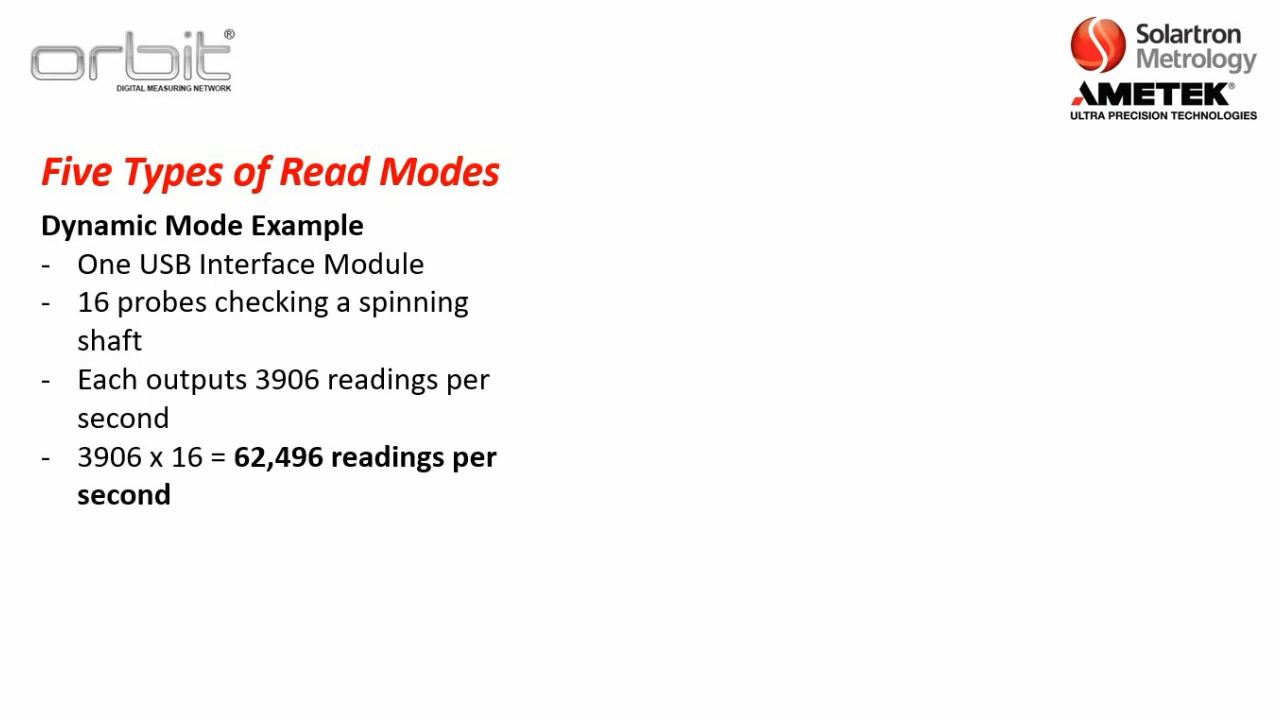 orbit®
DIGITAL MEASURING NETWORK
Solartron
Metrology
AMETEK®
ULTRA PRECISION TECHNOLOGIES
Five Types of Read Modes
Dynamic Mode Example
- One USB Interface Module
- 16 probes checking a spinning
shaft
- Each outputs 3906 readings per
second
- 3906 x 16 = 62,496 readings per
second